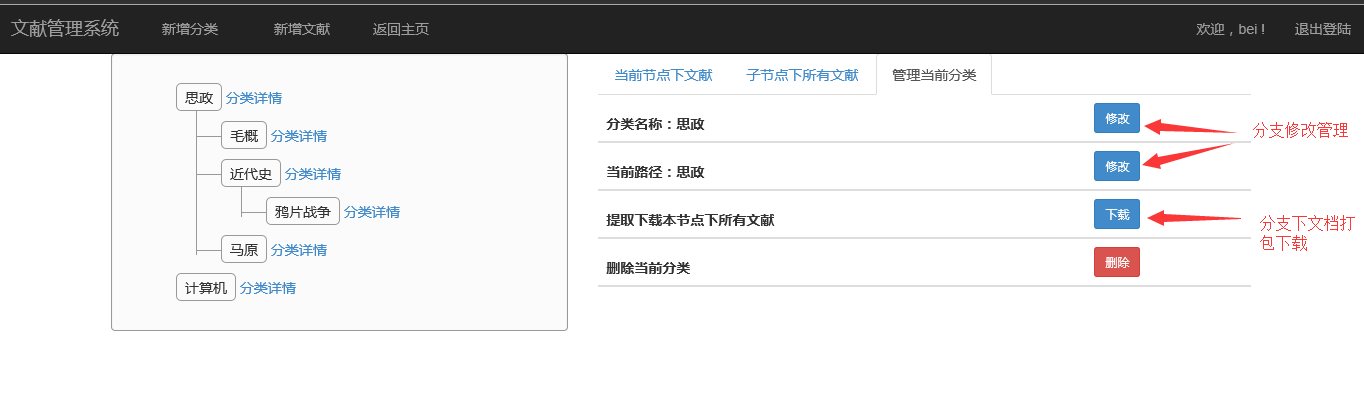 文献管理系统 新增分类 新增文献 返回主页 欢迎，bei！ 退出登陆
思政 分类详情
毛概 分类详情
近代史 分类详情
鸦片战争 分类详情
马原 分类详情
计算机 分类详情
当前节点下文献 子节点下所有文献 管理当前分类
分类名称：思政 修改
当前路径：思政 修改
分支修改管理
提取下载本节点下所有文献 下载
分支下文档打
包下载
删除当前分类 删除